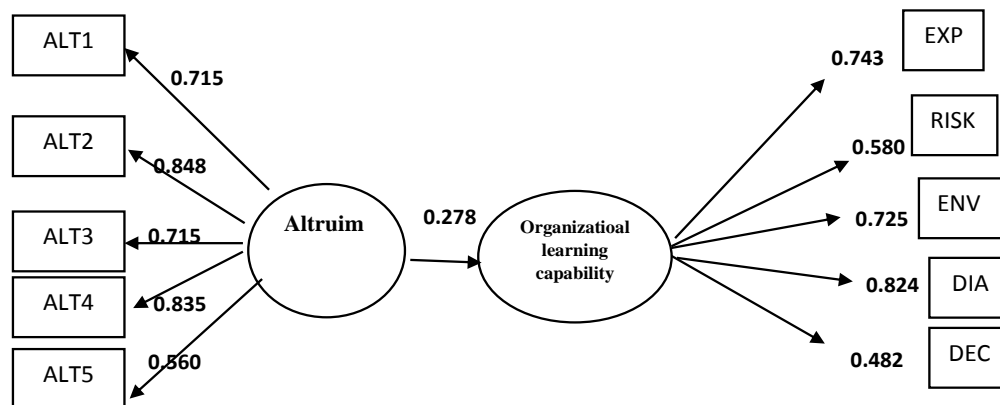 ALT1
0.715
ALT2
0.848
ALT3
0.715
ALT4
0.835
ALT5
0.560
Altruim
0.278
Organizatioal
learning
capability
EXP
0.743
RISK
0.580
ENV
0.725
DIA
0.824
DEC
0.482